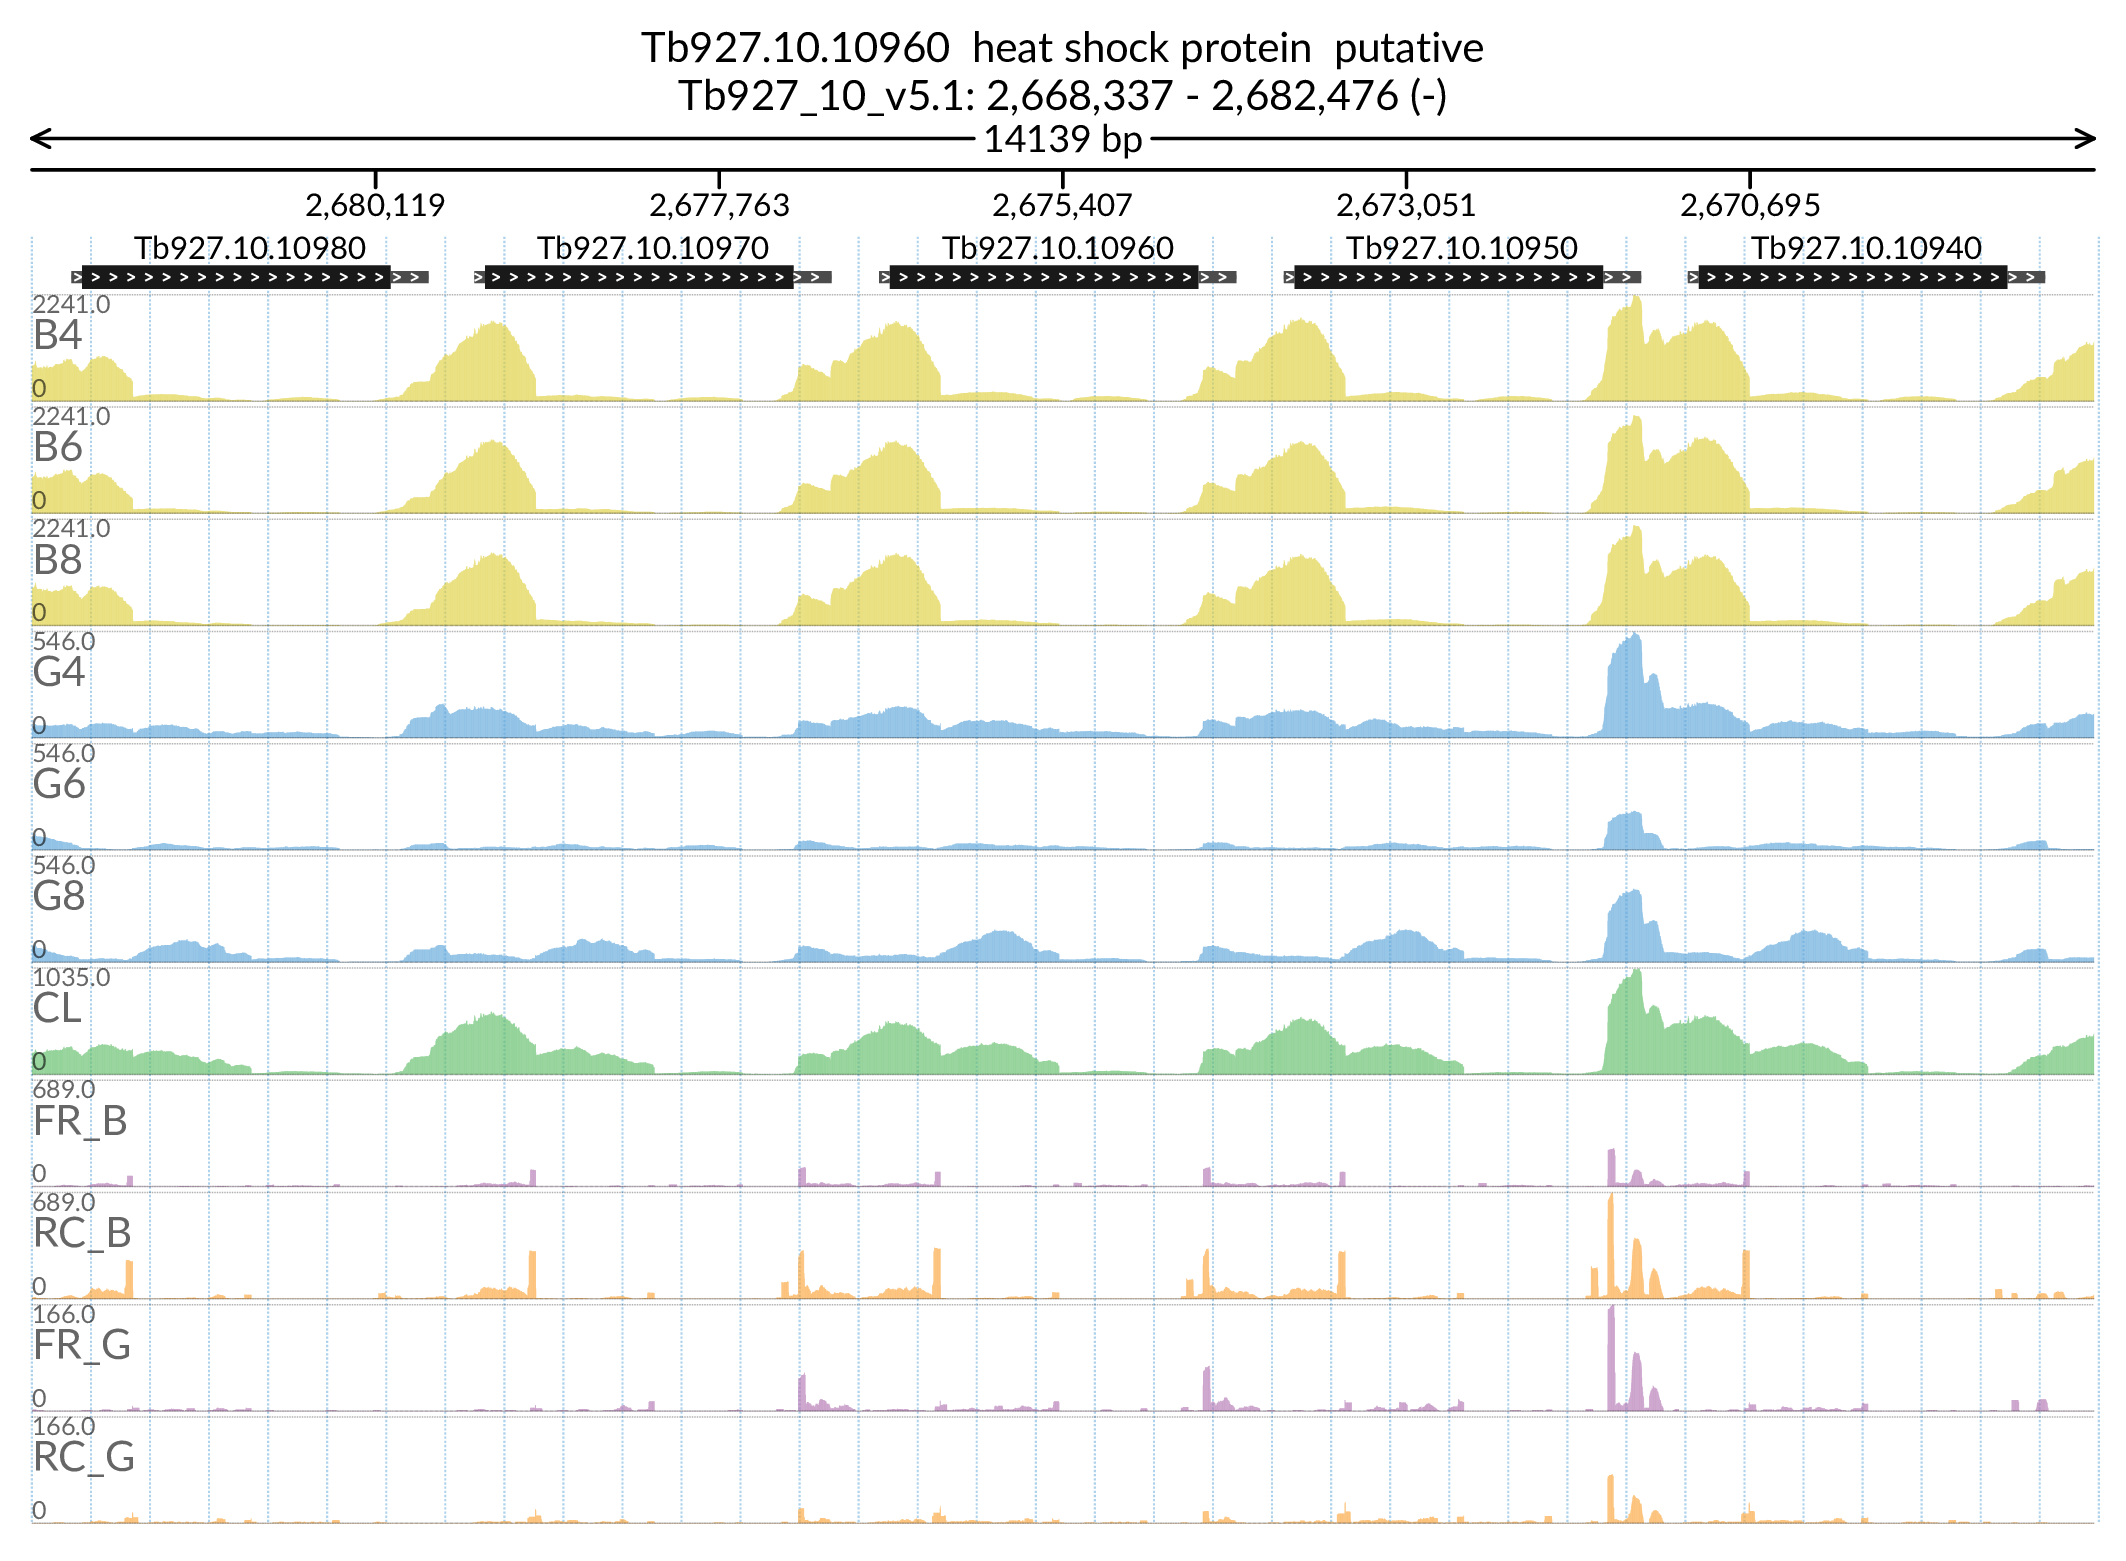 Tb927.10.10960 heat shock protein putative
Tb927_10_v5.1: 2,668,337 - 2,682,476 (-)
14139 bp
2,680,119 2,677,763 2,675,407 2,673,051 2,670,695
Tb927.10.10980 Tb927.10.10970 Tb927.10.10960 Tb927.10.10950 Tb927.10.10940
2241.0
B4
0
2241.0
B6
0
2241.0
B8
0
546.0
G4
0
546.0
G6
0
546.0
G8
0
1035.0
CL
0
689.0
FR_B
0
689.0
RC_B
0
166.0
FR_G
0
166.0
RC_G
0